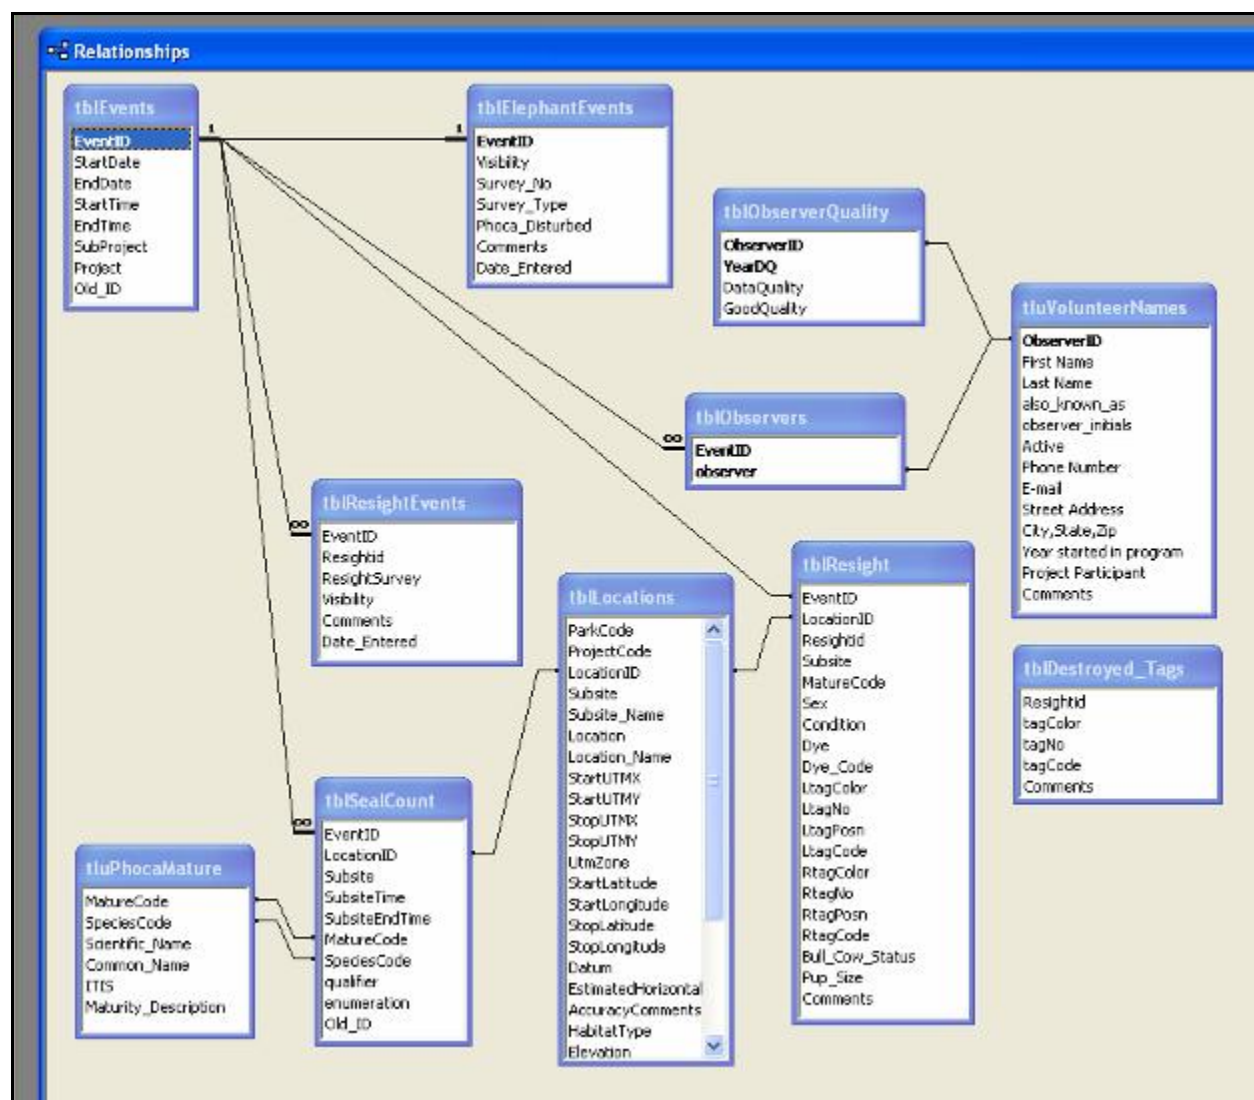 Relationships
tblEvents
EventID
StartDate
EndDate
StartTime
EndTime
SubProject
Project
Old_ID
1
1
tblElephantEvents
EventID
Visibility
Survey_No
Survey_Type
Phoca_Disturbed
Comments
Date_Entered
tblObserverQuality
ObserverID
YearDQ
DataQuality
GoodQuality
tluVolunteerNames
ObserverID
First Name
Last Name
also_known_as
observer_initials
Active
Phone Number
E-mail
Street Address
City,State,Zip
Year started in program
Project Participant
Comments
∞
tblObservers
EventID
observer
∞
tblResightEvents
EventID
Resightid
ResightSurvey
Visibility
Comments
Date_Entered
tblLocations
ParkCode
ProjectCode
LocationID
Subsite
Subsite_Name
Location
Location_Name
StartUTMX
StartUTMY
StopUTMX
StopUTMY
UtmZone
StartLatitude
StartLongitude
StopLatitude
StopLongitude
Datum
EstimatedHorizontal
AccuracyComments
HabitatType
Elevation
tblResight
EventID
LocationID
Resightid
Subsite
MatureCode
Sex
Condition
Dye
Dye_Code
LtagColor
LtagNo
LtagPosn
LtagCode
RtagColor
RtagNo
RtagPosn
RtagCode
Bull_Cow_Status
Pup_Size
Comments
tblDestroyed_Tags
Resightid
tagColor
tagNo
tagCode
Comments
∞
tblSealCount
EventID
LocationID
Subsite
SubsiteTime
SubsiteEndTime
MatureCode
SpeciesCode
qualifier
enumeration
Old_ID
tluPhocaMature
MatureCode
SpeciesCode
Scientific_Name
Common_Name
ITIS
Maturity_Description